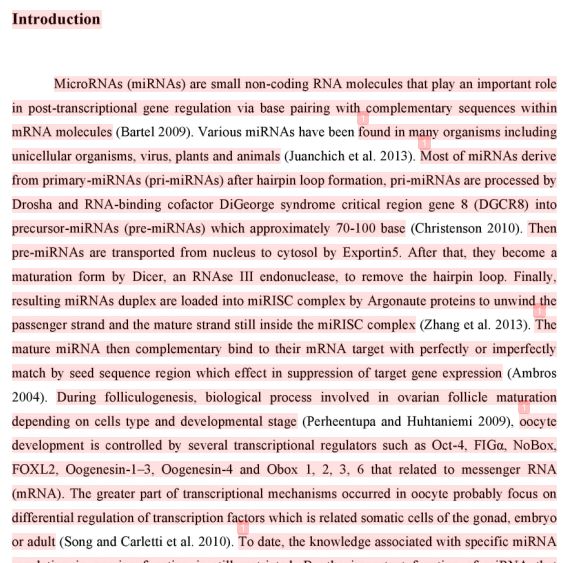 Introduction
MicroRNAs (miRNAs) are small non-coding RNA molecules that play an important role
in post-transcriptional gene regulation via base pairing with complementary sequences within
1
mRNA molecules (Bartel 2009). Various miRNAs have been found in many organisms including
1
unicellular organisms, virus, plants and animals (Juanchich et al. 2013). Most of miRNAs derive
from primary-miRNAs (pri-miRNAs) after hairpin loop formation, pri-miRNAs are processed by
Drosha and RNA-binding cofactor DiGeorge syndrome critical region gene 8 (DGCR8) into
precursor-miRNAs (pre-miRNAs) which approximately 70-100 base (Christenson 2010). Then
pre-miRNAs are transported from nucleus to cytosol by Exportin5. After that, they become a
maturation form by Dicer, an RNAse III endonuclease, to remove the hairpin loop. Finally,
resulting miRNAs duplex are loaded into miRISC complex by Argonaute proteins to unwind the
1
passenger strand and the mature strand still inside the miRISC complex (Zhang et al. 2013). The
mature miRNA then complementary bind to their mRNA target with perfectly or imperfectly
match by seed sequence region which effect in suppression of target gene expression (Ambros
2004). During folliculogenesis, biological process involved in ovarian follicle maturation
1
depending on cells type and developmental stage (Perheentupa and Huhtaniemi 2009), oocyte
development is controlled by several transcriptional regulators such as Oct-4, FIGα, NoBox,
FOXL2, Oogenesin-1–3, Oogenesin-4 and Obox 1, 2, 3, 6 that related to messenger RNA
(mRNA). The greater part of transcriptional mechanisms occurred in oocyte probably focus on
differential regulation of transcription factors which is related somatic cells of the gonad, embryo
1
or adult (Song and Carletti et al. 2010). To date, the knowledge associated with specific miRNA